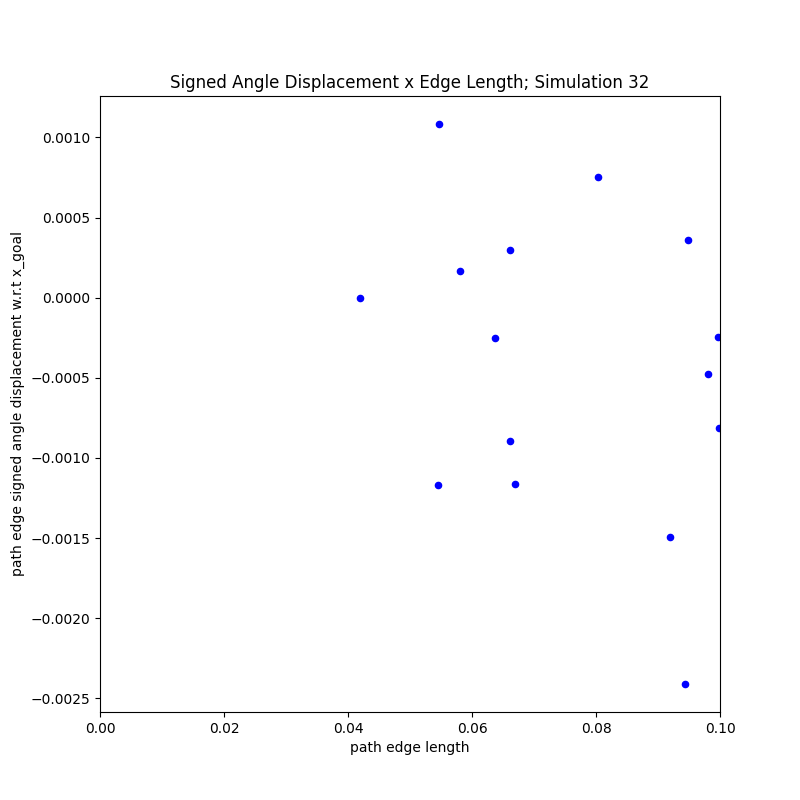 Signed Angle Displacement x Edge Length; Simulation 32
path edge signed angle displacement w.r.t x_goal
0.0010
0.0005
0.0000
−0.0005
−0.0010
−0.0015
−0.0020
−0.0025
0.00 0.02 0.04 0.06 0.08 0.10
path edge length